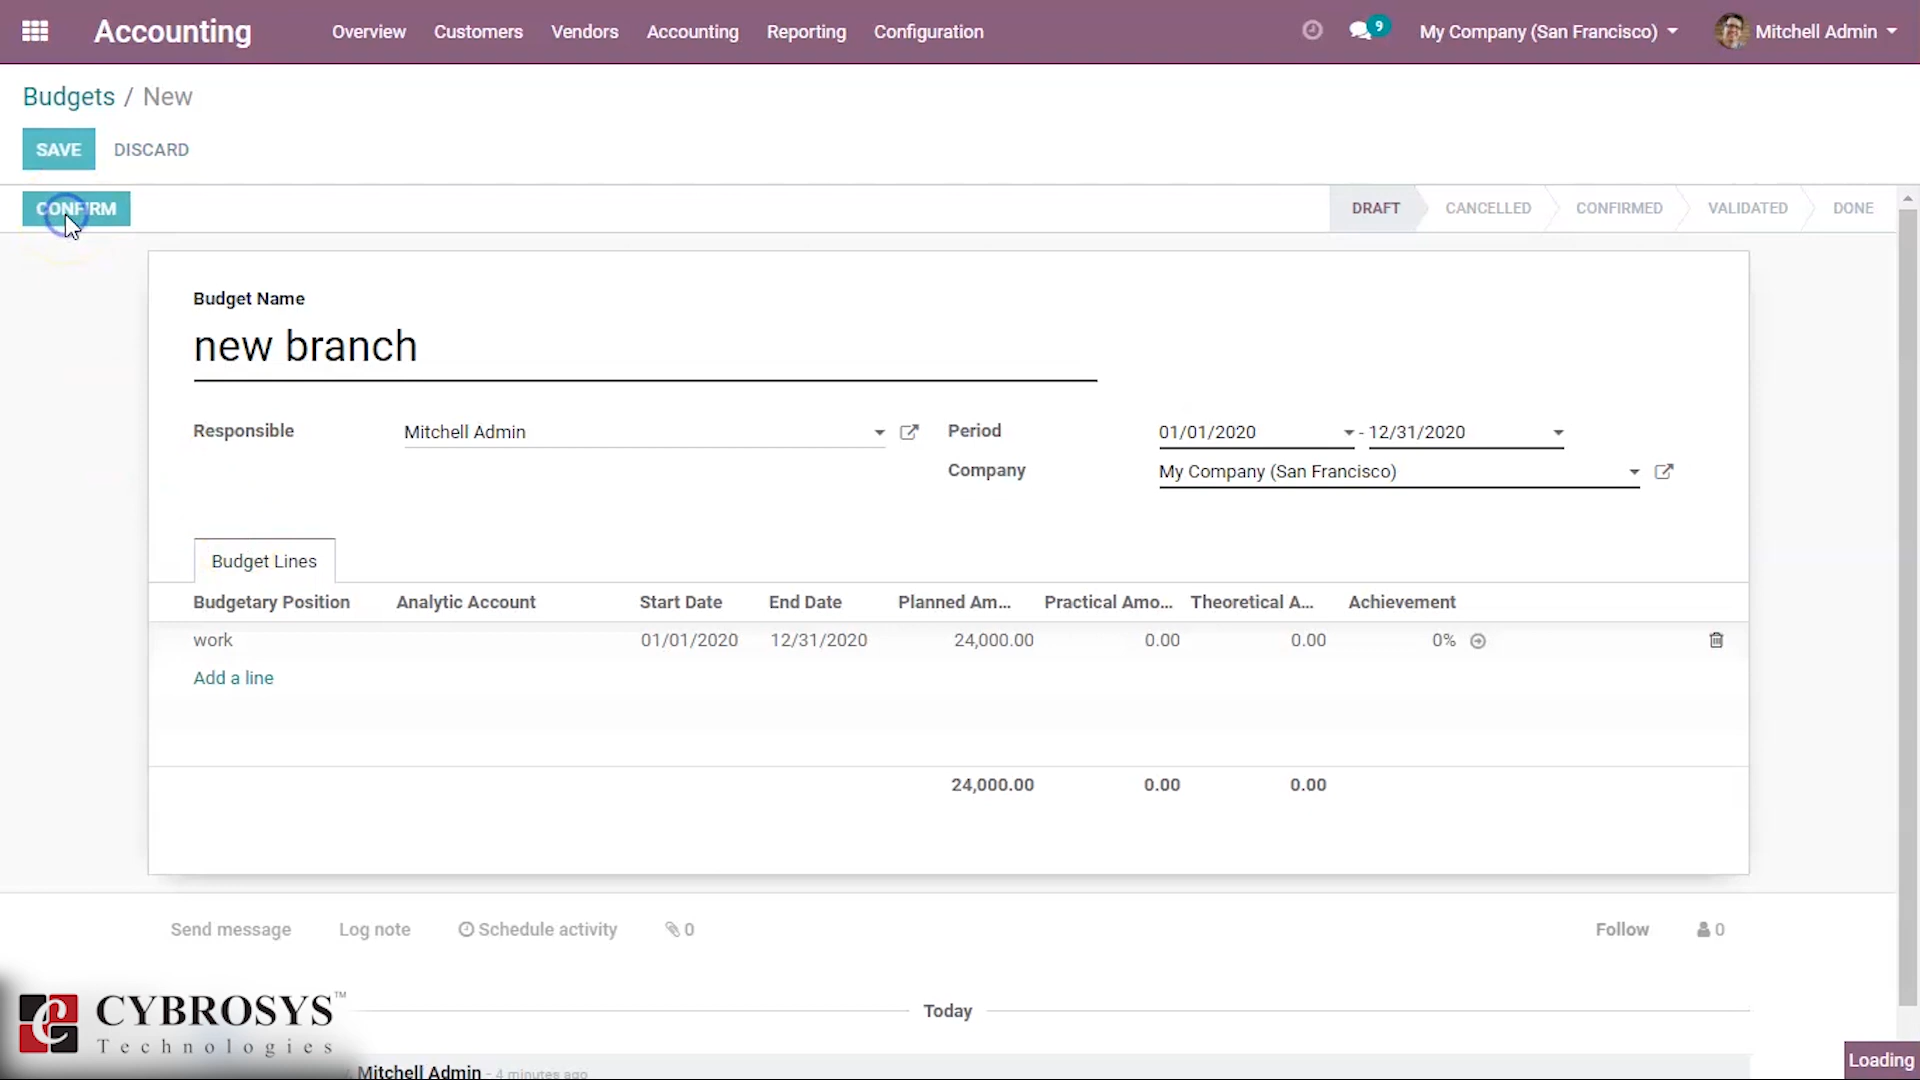 Accounting Overview Customers Vendors Accounting Reporting Configuration 9 My Company (San Francisco) Mitchell Admin
Budgets / New
SAVE DISCARD
CONFIRM DRAFT CANCELLED CONFIRMED VALIDATED DONE
Budget Name
new branch
Responsible Mitchell Admin Period 01/01/2020 - 12/31/2020
Company My Company (San Francisco)
Budget Lines
Budgetary Position Analytic Account Start Date End Date Planned Am... Practical Amo... Theoretical A... Achievement
work 01/01/2020 12/31/2020 24,000.00 0.00 0.00 0%
Add a line
24,000.00 0.00 0.00
Send message Log note Schedule activity 0 Follow 0
CYBROSYS™
Technologies
Today
Mitchell Admin - 4 minutes ago
Loading